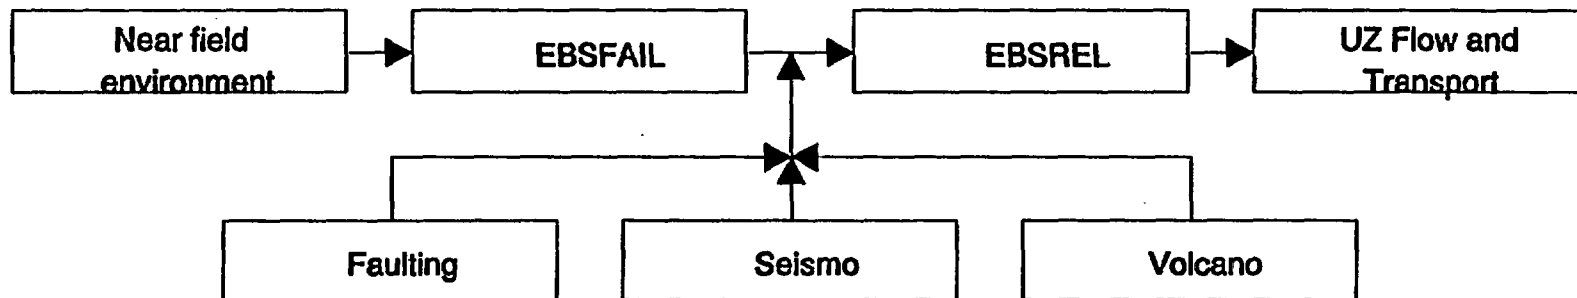 Near field
environment
EBSFAIL
EBSREL
UZ Flow and
Transport
Faulting
Seismo
Volcano